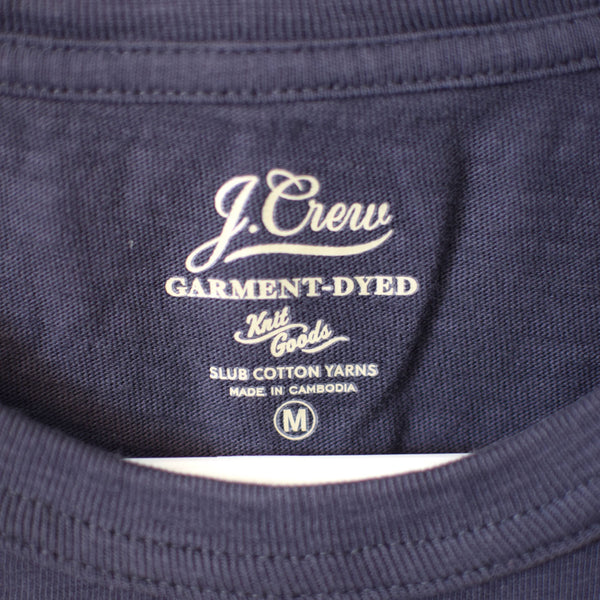 J.Crew
GARMENT-DYED
Knit
Goods
SLUB COTTON YARNS
MADE IN CAMBODIA
M